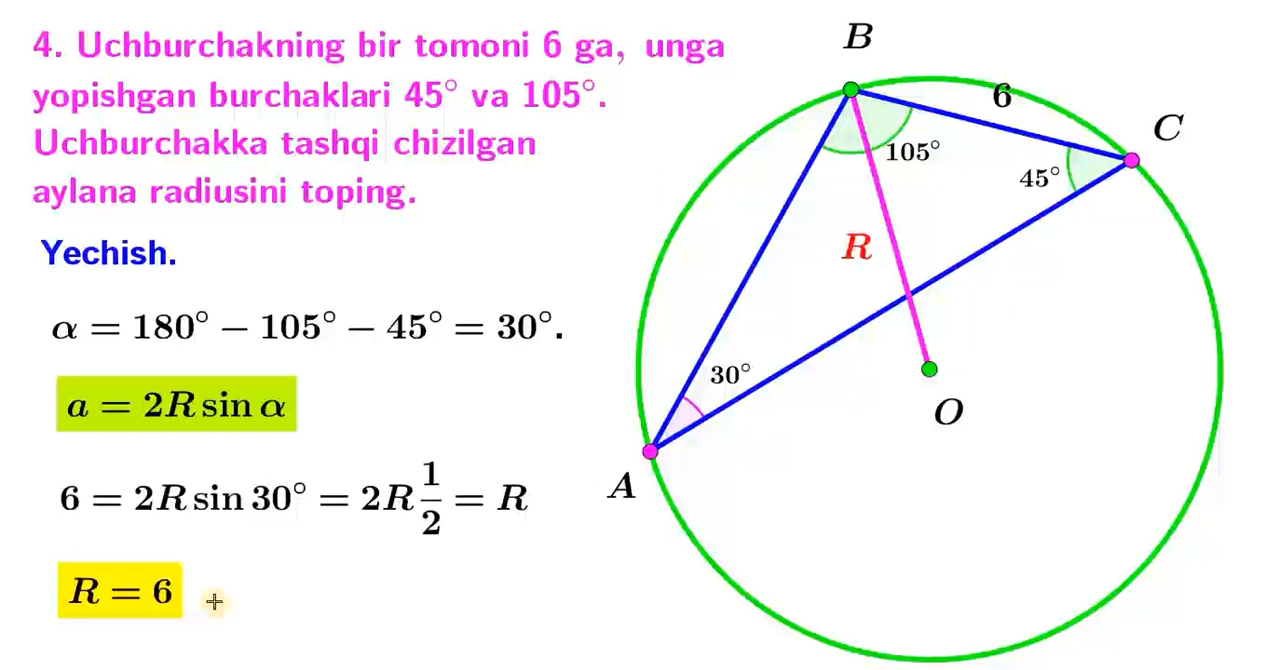 4. Uchburchakning bir tomoni 6 ga, unga
yopishgan burchaklari 45° va 105°.
Uchburchakka tashqi chizilgan
aylana radiusini toping.
Yechish.
α = 180° − 105° − 45° = 30°.
a = 2R sin α
6 = 2R sin 30° = 2R 1/2 = R
R = 6
B
6
C
105°
45°
R
30°
O
A